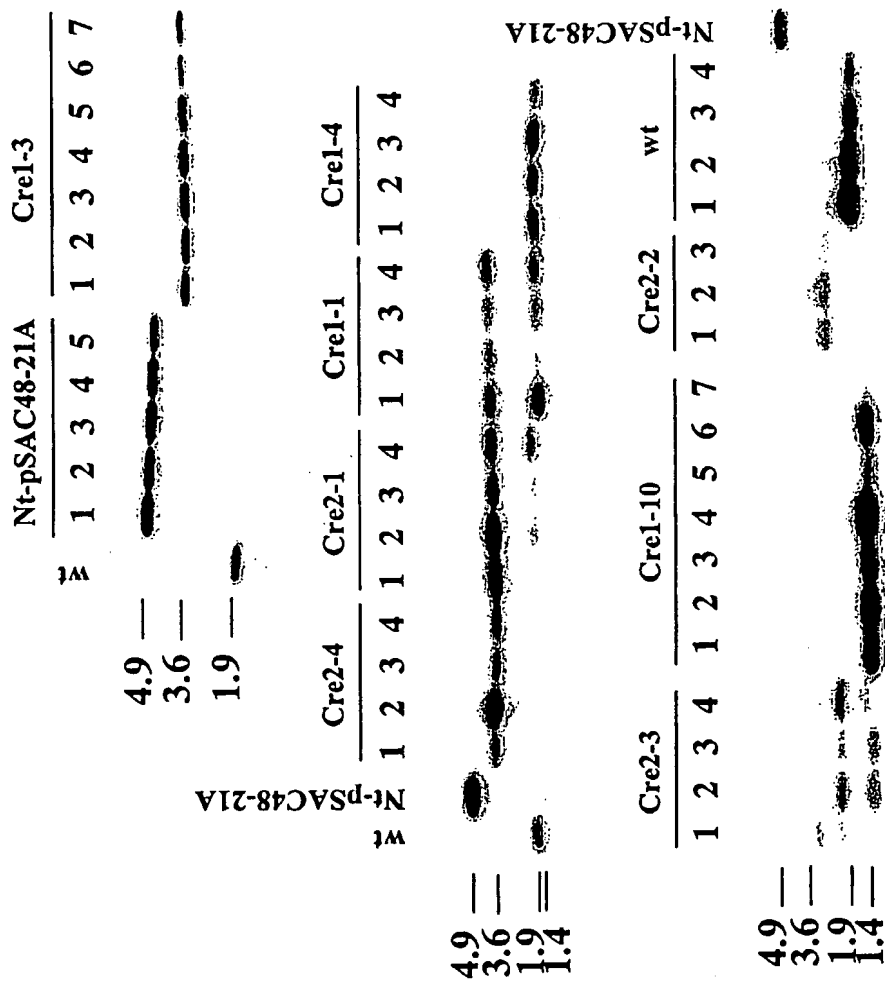 Nt-pSAC48-21A Cre1-3
wt 1 2 3 4 5 1 2 3 4 5 6 7
4.9
3.6
1.9
Cre2-4 Cre2-1 Cre1-1 Cre1-4
wt Nt-pSAC48-21A 1 2 3 4 1 2 3 4 1 2 3 4 1 2 3 4
4.9
3.6
1.9
1.4
Cre2-3 Cre1-10 Cre2-2 wt Nt-pSAC48-21A
1 2 3 4 1 2 3 4 5 6 7 1 2 3 1 2 3 4
4.9
3.6
1.9
1.4